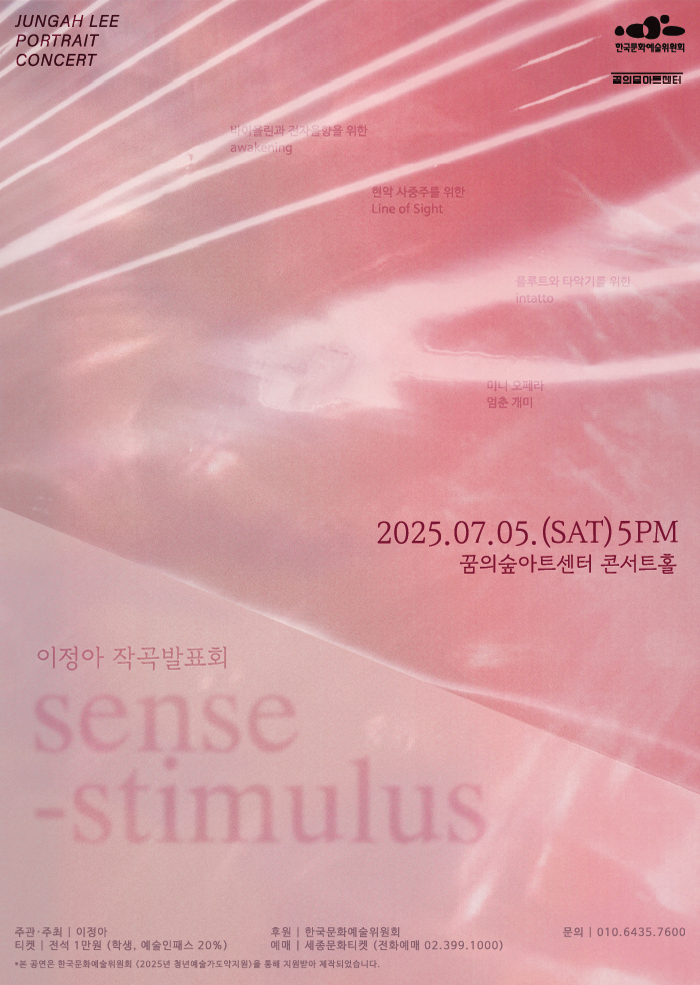 JUNGAH LEE
PORTRAIT
CONCERT
한국문화예술위원회
꿈의숲아트센터
바이올린과 전자음향을 위한
awakening
현악 사중주를 위한
Line of Sight
플루트와 타악기를 위한
intatto
미니 오페라
멈춘 개미
2025.07.05.(SAT) 5PM
꿈의숲아트센터 콘서트홀
이정아 작곡발표회
sense
-stimulus
주관·주최 | 이정아
티켓 | 전석 1만원 (학생, 예술인패스 20%)
후원 | 한국문화예술위원회
예매 | 세종문화티켓 (전화예매 02.399.1000)
문의 | 010.6435.7600
*본 공연은 한국문화예술위원회 <2025년 청년예술가도약지원>을 통해 지원받아 제작되었습니다.